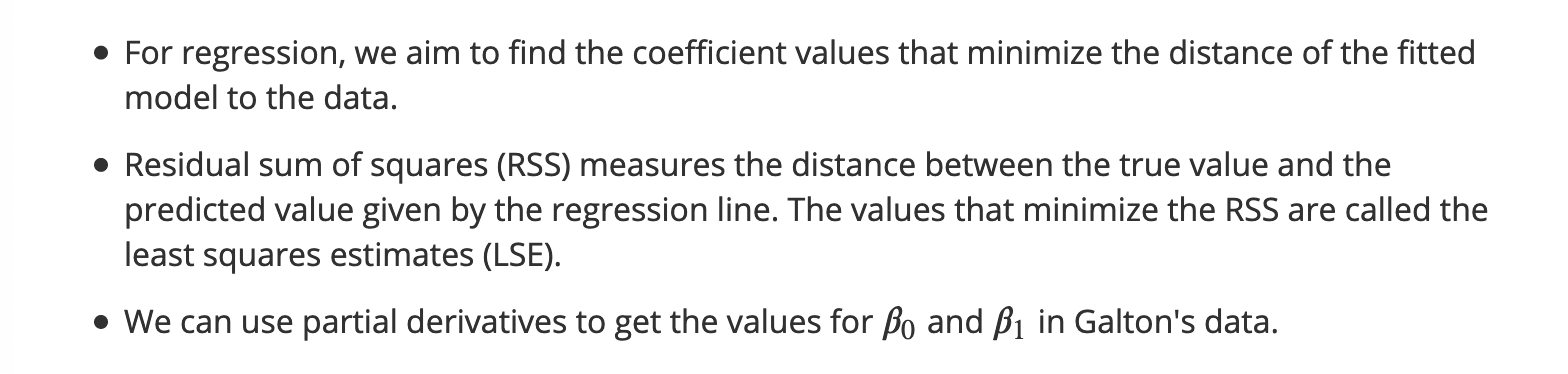 • For regression, we aim to find the coefficient values that minimize the distance of the fitted
model to the data.
• Residual sum of squares (RSS) measures the distance between the true value and the
predicted value given by the regression line. The values that minimize the RSS are called the
least squares estimates (LSE).
• We can use partial derivatives to get the values for β₀ and β₁ in Galton's data.